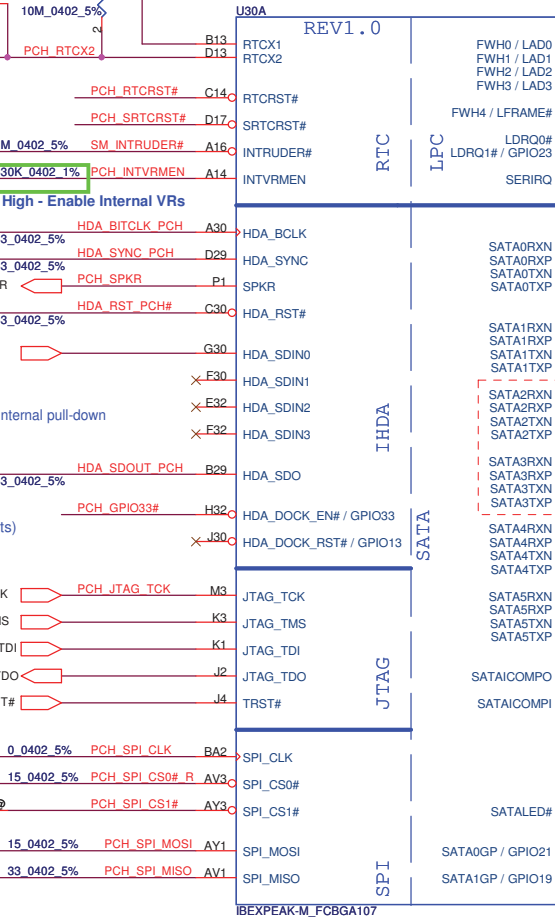 10M_0402_5%
2
U30A
REV1.0
B13 RTCX1
PCH_RTCX2 D13 RTCX2
PCH_RTCRST# C14 RTCRST#
PCH_SRTCRST# D17 SRTCRST#
M_0402_5% SM_INTRUDER# A16 INTRUDER#
30K_0402_1% PCH_INTVRMEN A14 INTVRMEN
High - Enable Internal VRs
RTC
LPC
FWH0 / LAD0
FWH1 / LAD1
FWH2 / LAD2
FWH3 / LAD3
FWH4 / LFRAME#
LDRQ0#
LDRQ1# / GPIO23
SERIRQ
HDA_BITCLK_PCH A30 HDA_BCLK
3_0402_5%
HDA_SYNC_PCH D29 HDA_SYNC
3_0402_5%
R PCH_SPKR P1 SPKR
HDA_RST_PCH# C30 HDA_RST#
3_0402_5%
G30 HDA_SDIN0
F30 HDA_SDIN1
E32 HDA_SDIN2
nternal pull-down
F32 HDA_SDIN3
HDA_SDOUT_PCH B29 HDA_SDO
3_0402_5%
PCH_GPIO33# H32 HDA_DOCK_EN# / GPIO33
ts)
J30 HDA_DOCK_RST# / GPIO13
IHDA
SATA
SATA0RXN
SATA0RXP
SATA0TXN
SATA0TXP
SATA1RXN
SATA1RXP
SATA1TXN
SATA1TXP
SATA2RXN
SATA2RXP
SATA2TXN
SATA2TXP
SATA3RXN
SATA3RXP
SATA3TXN
SATA3TXP
SATA4RXN
SATA4RXP
SATA4TXN
SATA4TXP
SATA5RXN
SATA5RXP
SATA5TXN
SATA5TXP
SATAICOMPO
SATAICOMPI
K PCH_JTAG_TCK M3 JTAG_TCK
MS K3 JTAG_TMS
TDI K1 JTAG_TDI
TDO J2 JTAG_TDO
T# J4 TRST#
JTAG
0_0402_5% PCH_SPI_CLK BA2 SPI_CLK
15_0402_5% PCH_SPI_CS0#_R AV3 SPI_CS0#
@ PCH_SPI_CS1# AY3 SPI_CS1#
15_0402_5% PCH_SPI_MOSI AY1 SPI_MOSI
33_0402_5% PCH_SPI_MISO AV1 SPI_MISO
SPI
SATALED#
SATA0GP / GPIO21
SATA1GP / GPIO19
IBEXPEAK-M_FCBGA107